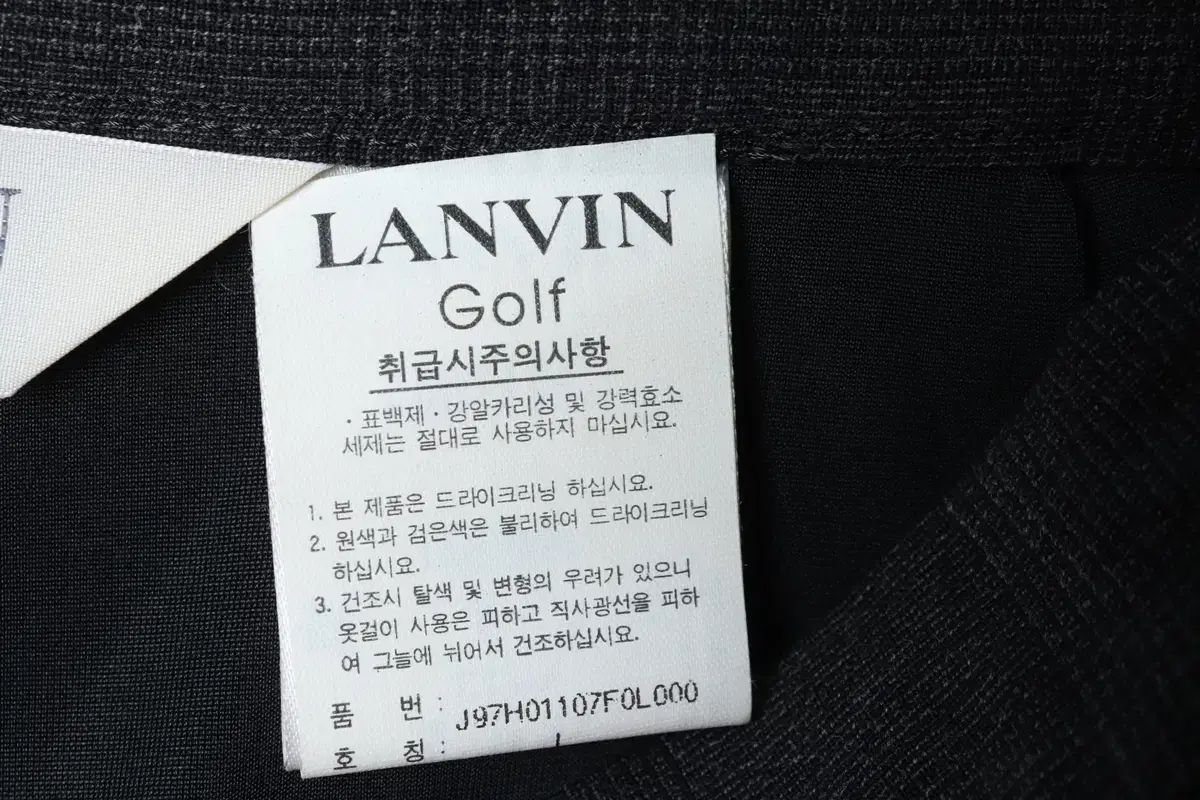 LANVIN
Golf
취급시주의사항
· 표백제 · 강알카리성 및 강력효소
세제는 절대로 사용하지 마십시요.
1. 본 제품은 드라이크리닝 하십시요.
2. 원색과 검은색은 불리하여 드라이크리닝
하십시요.
3. 건조시 탈색 및 변형의 우려가 있으니
옷걸이 사용은 피하고 직사광선을 피하
여 그늘에 뉘어서 건조하십시요.
품 번 : J97H01107F0L000
호 칭 :